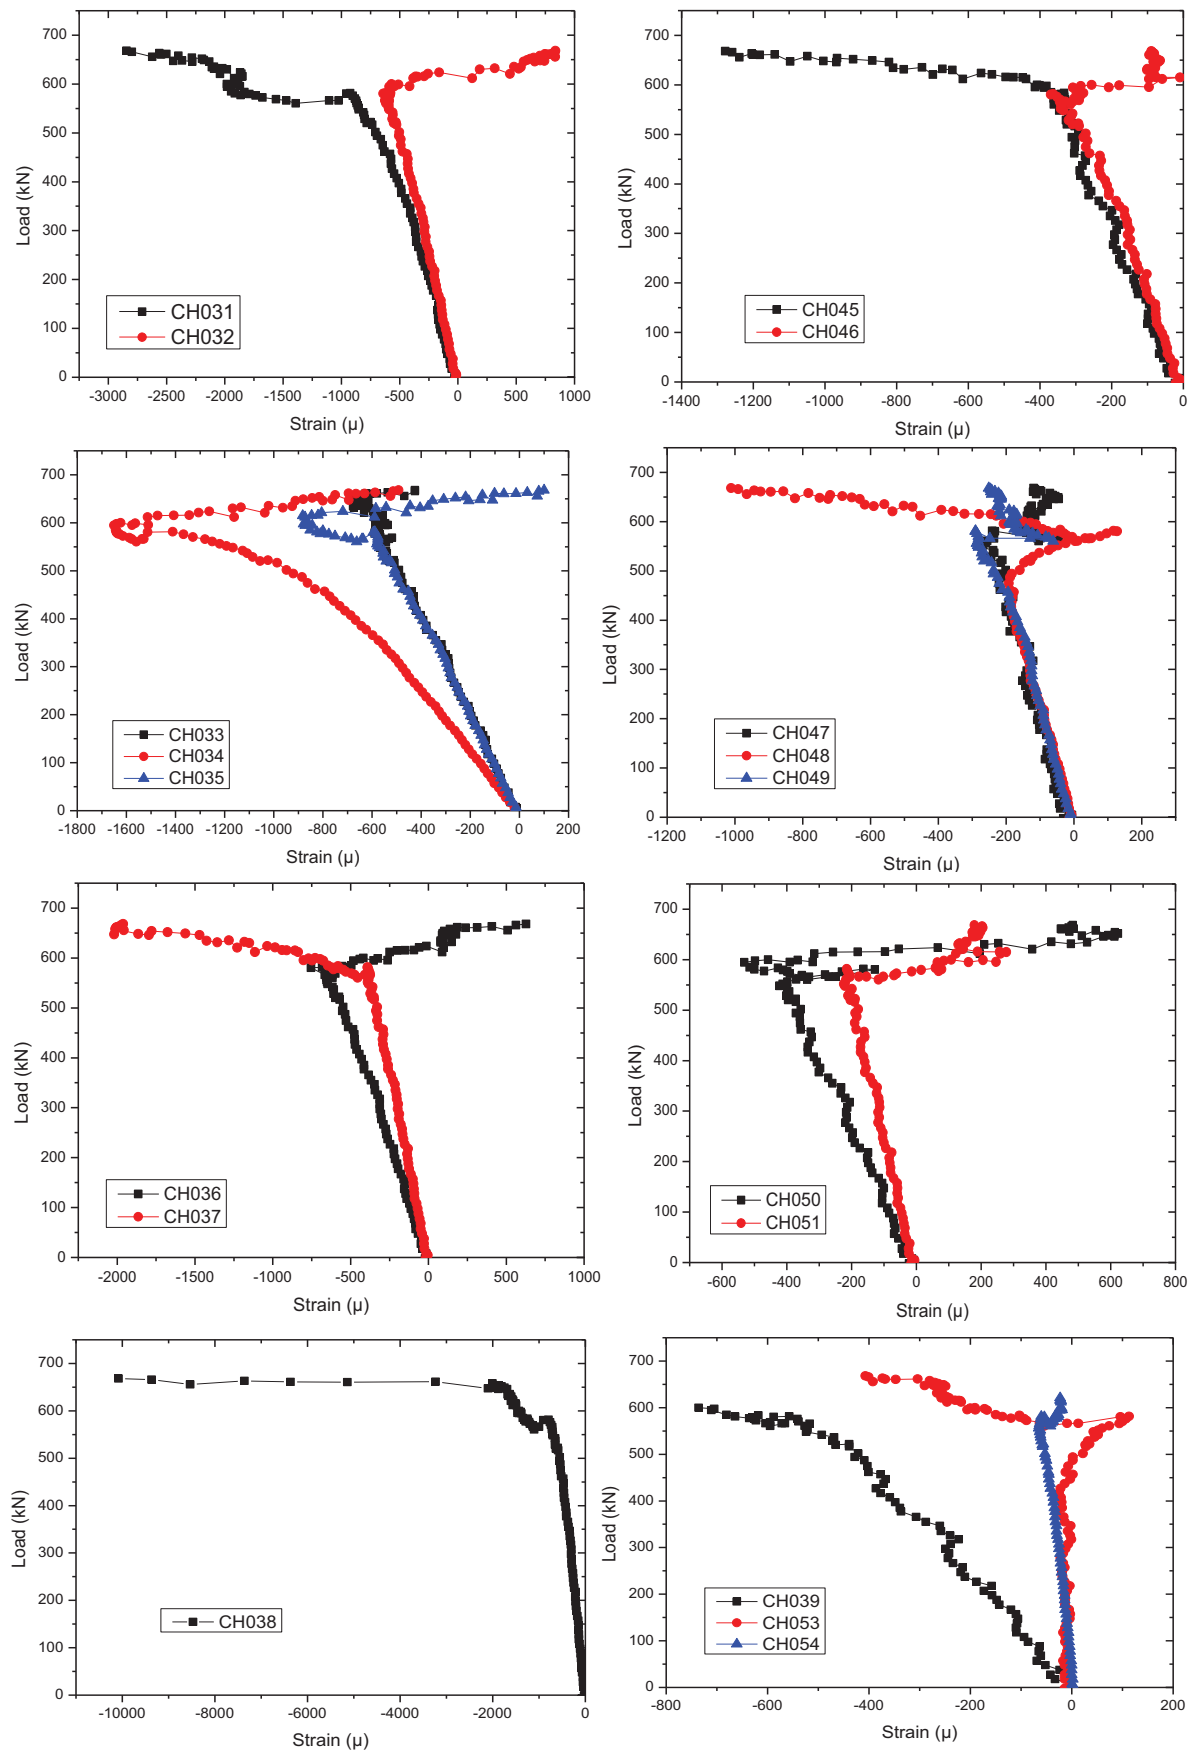 700
600
500
400
300
200
100
0
Load (kN)
CH031
CH032
-3000 -2500 -2000 -1500 -1000 -500 0 500 1000
Strain (μ)
700
600
500
400
300
200
100
0
Load (kN)
CH045
CH046
-1400 -1200 -1000 -800 -600 -400 -200 0
Strain (μ)
700
600
500
400
300
200
100
0
Load (kN)
CH033
CH034
CH035
-1800 -1600 -1400 -1200 -1000 -800 -600 -400 -200 0 200
Strain (μ)
700
600
500
400
300
200
100
0
Load (kN)
CH047
CH048
CH049
-1200 -1000 -800 -600 -400 -200 0 200
Strain (μ)
700
600
500
400
300
200
100
0
Load (kN)
CH036
CH037
-2000 -1500 -1000 -500 0 500 1000
Strain (μ)
700
600
500
400
300
200
100
0
Load (kN)
CH050
CH051
-600 -400 -200 0 200 400 600 800
Strain (μ)
700
600
500
400
300
200
100
0
Load (kN)
CH038
-10000 -8000 -6000 -4000 -2000 0
Strain (μ)
700
600
500
400
300
200
100
0
Load (kN)
CH039
CH053
CH054
-800 -600 -400 -200 0 200
Strain (μ)